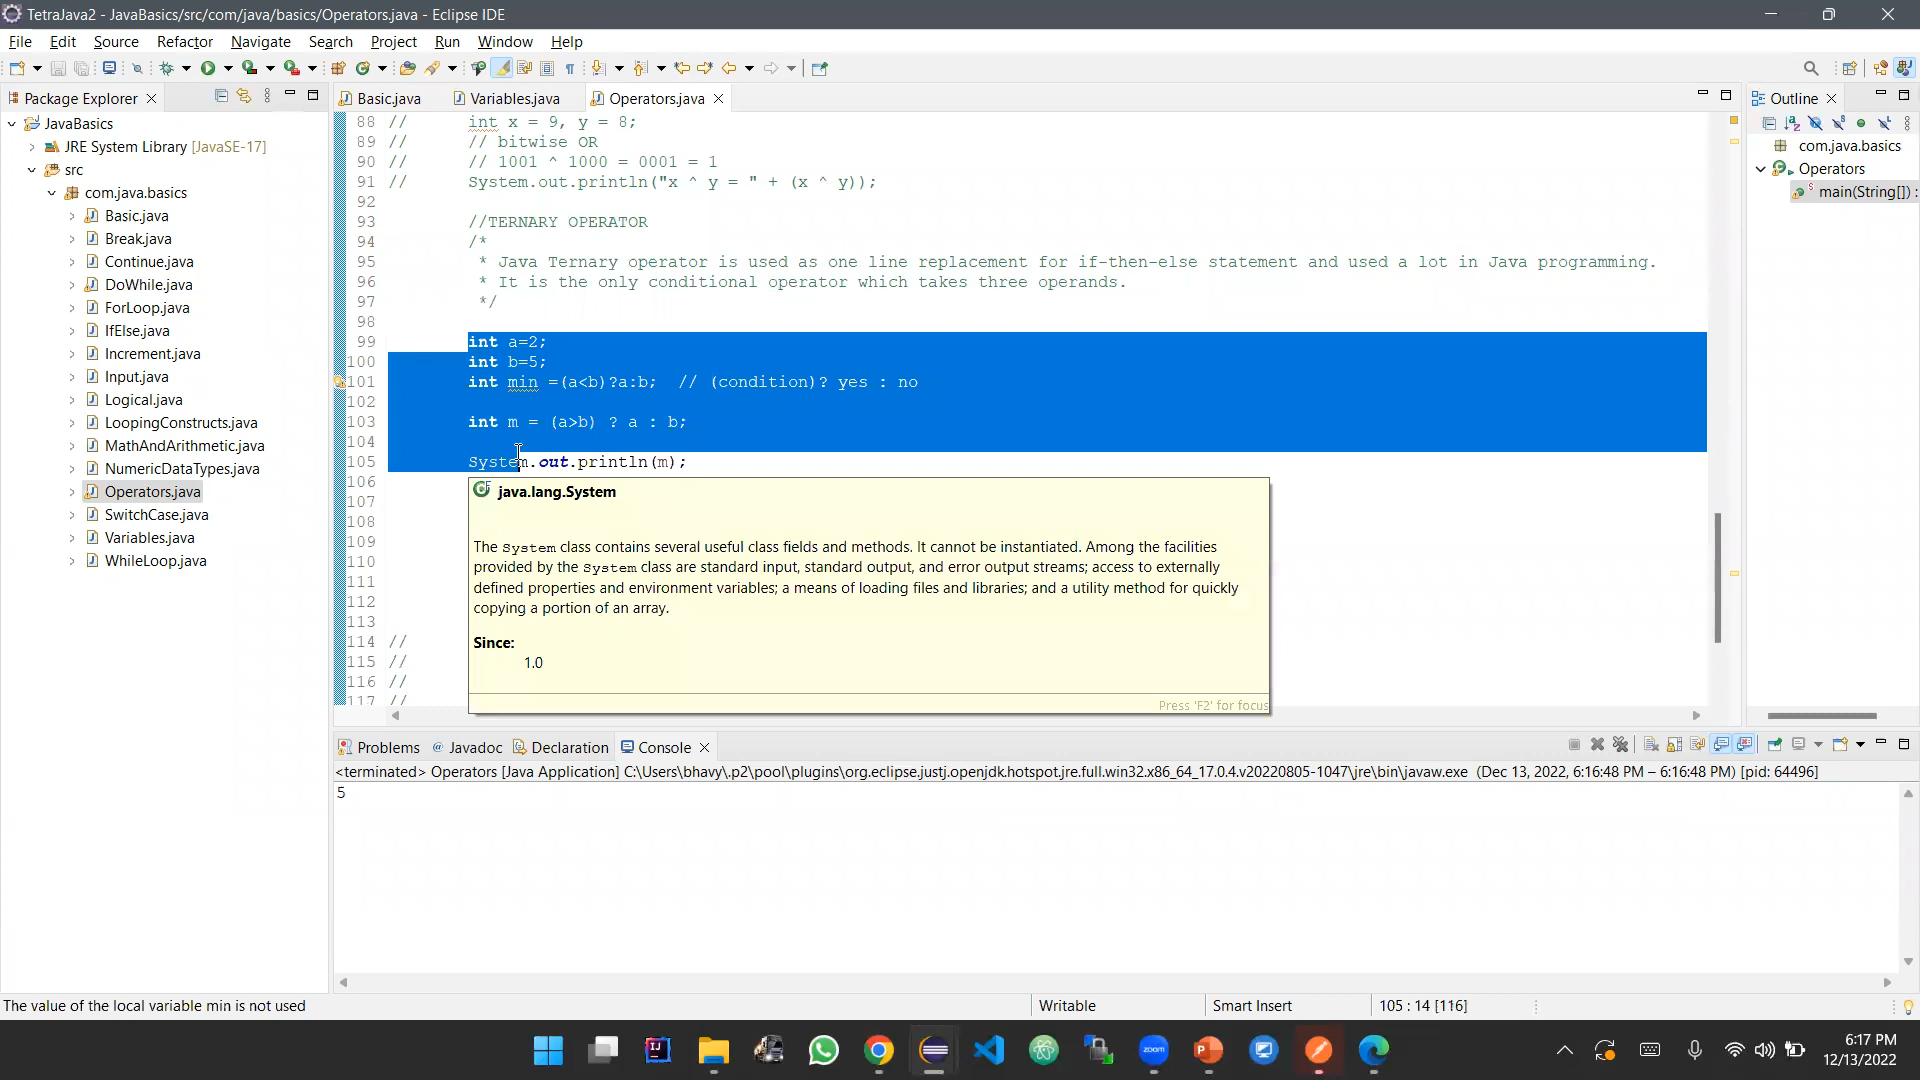 TetraJava2 - JavaBasics/src/com/java/basics/Operators.java - Eclipse IDE
File Edit Source Refactor Navigate Search Project Run Window Help
Package Explorer
JavaBasics
JRE System Library [JavaSE-17]
src
com.java.basics
Basic.java
Break.java
Continue.java
DoWhile.java
ForLoop.java
IfElse.java
Increment.java
Input.java
Logical.java
LoopingConstructs.java
MathAndArithmetic.java
NumericDataTypes.java
Operators.java
SwitchCase.java
Variables.java
WhileLoop.java
Basic.java Variables.java Operators.java
88 // int x = 9, y = 8;
89 // // bitwise OR
90 // // 1001 ^ 1000 = 0001 = 1
91 // System.out.println("x ^ y = " + (x ^ y));
92
93 //TERNARY OPERATOR
94 /*
95 * Java Ternary operator is used as one line replacement for if-then-else statement and used a lot in Java programming.
96 * It is the only conditional operator which takes three operands.
97 */
98
99 int a=2;
100 int b=5;
101 int min =(a<b)?a:b; // (condition)? yes : no
102
103 int m = (a>b) ? a : b;
104
105 System.out.println(m);
106
107
108
109
110
111
112
113
114 //
115 //
116 //
117 //
java.lang.System
The System class contains several useful class fields and methods. It cannot be instantiated. Among the facilities
provided by the System class are standard input, standard output, and error output streams; access to externally
defined properties and environment variables; a means of loading files and libraries; and a utility method for quickly
copying a portion of an array.
Since:
1.0
Press 'F2' for focus
Outline
com.java.basics
Operators
main(String[]) :
Problems Javadoc Declaration Console
<terminated> Operators [Java Application] C:\Users\bhavy\.p2\pool\plugins\org.eclipse.justj.openjdk.hotspot.jre.full.win32.x86_64_17.0.4.v20220805-1047\jre\bin\javaw.exe (Dec 13, 2022, 6:16:48 PM – 6:16:48 PM) [pid: 64496]
5
The value of the local variable min is not used
Writable
Smart Insert
105 : 14 [116]
zoom
6:17 PM
12/13/2022